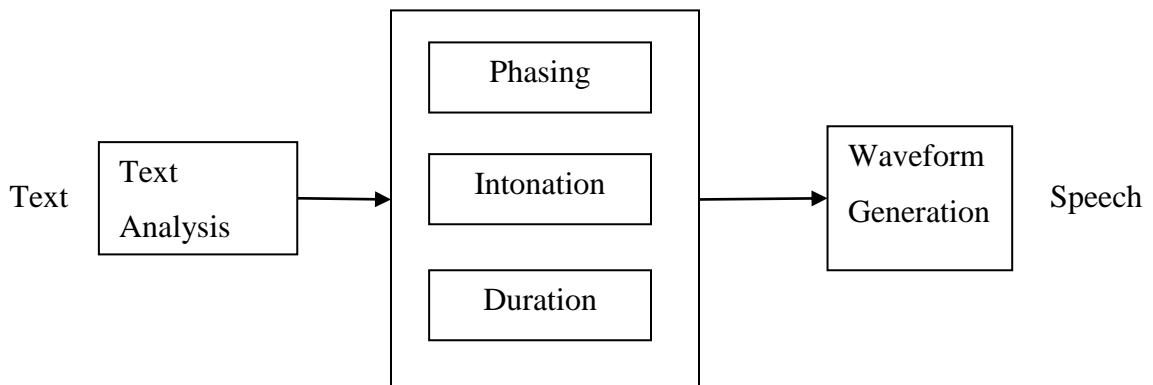 Text
Text
Analysis
Phasing
Intonation
Duration
Waveform
Generation
Speech